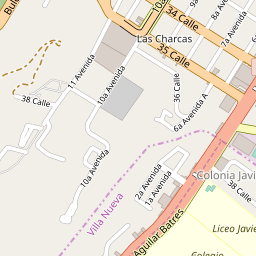 34 Calle
Las Charcas
35 Calle
11 Avenida
10a Avenida
38 Calle
36 Calle
6a Avenida A
10a Avenida
2a Avenida
1a Avenida
Villa Nueva
Colonia Javi
38 Calle
Aguilar Batres
Liceo Javie
Colegio